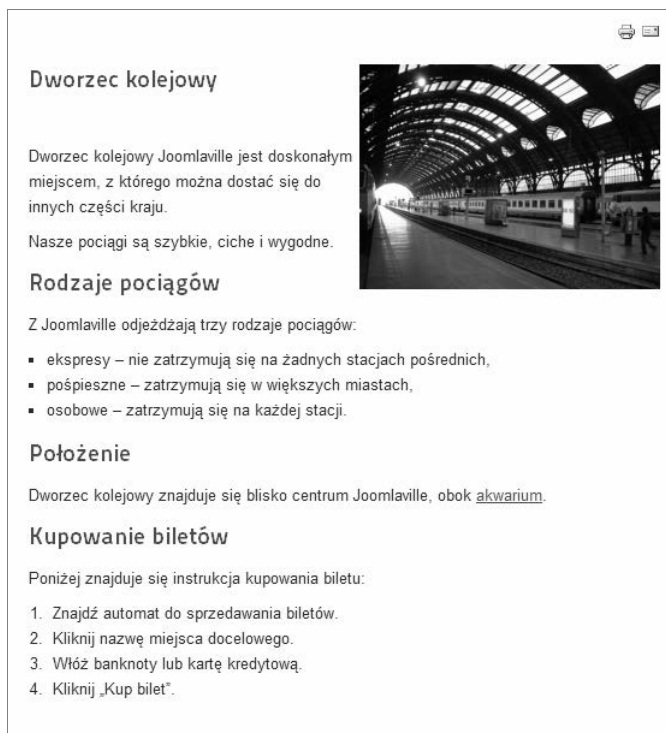 Dworzec kolejowy
Dworzec kolejowy Joomlaville jest doskonałym
miejscem, z którego można dostać się do
innych części kraju.
Nasze pociągi są szybkie, ciche i wygodne.
Rodzaje pociągów
Z Joomlaville odjeżdżają trzy rodzaje pociągów:
▪ ekspresy – nie zatrzymują się na żadnych stacjach pośrednich,
▪ pośpieszne – zatrzymują się w większych miastach,
▪ osobowe – zatrzymują się na każdej stacji.
Położenie
Dworzec kolejowy znajduje się blisko centrum Joomlaville, obok akwarium.
Kupowanie biletów
Poniżej znajduje się instrukcja kupowania biletu:
1. Znajdź automat do sprzedawania biletów.
2. Kliknij nazwę miejsca docelowego.
3. Włóż banknoty lub kartę kredytową.
4. Kliknij „Kup bilet”.